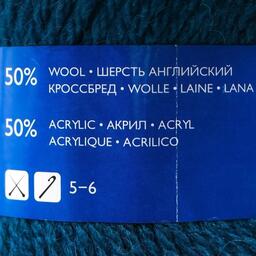 50% WOOL • ШЕРСТЬ АНГЛИЙСКИЙ
КРОССБРЕД • WOLLE • LAINE • LANA
50% ACRYLIC • АКРИЛ • ACRYL
ACRYLIQUE • ACRILICO
5–6